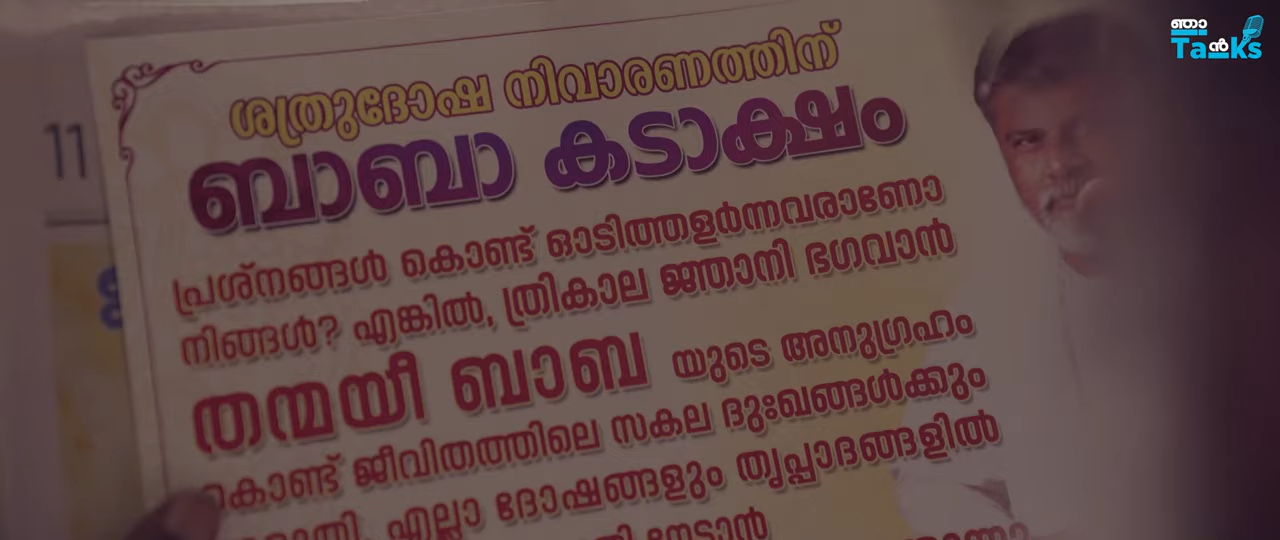 ഞാ
ൻ
Talks
11
ശത്രുദോഷ നിവാരണത്തിന്
ബാബാ കടാക്ഷം
പ്രശ്നങ്ങൾ കൊണ്ട് ഓടിത്തളർന്നവരാണോ
നിങ്ങൾ? എങ്കിൽ, ത്രികാല ജ്ഞാനി ഭഗവാൻ
തന്മയീ ബാബ യുടെ അനുഗ്രഹം
കൊണ്ട് ജീവിതത്തിലെ സകല ദുഃഖങ്ങൾക്കും
എല്ലാ ദോഷങ്ങളും തൃപ്പാദങ്ങളിൽ
നേടാൻ